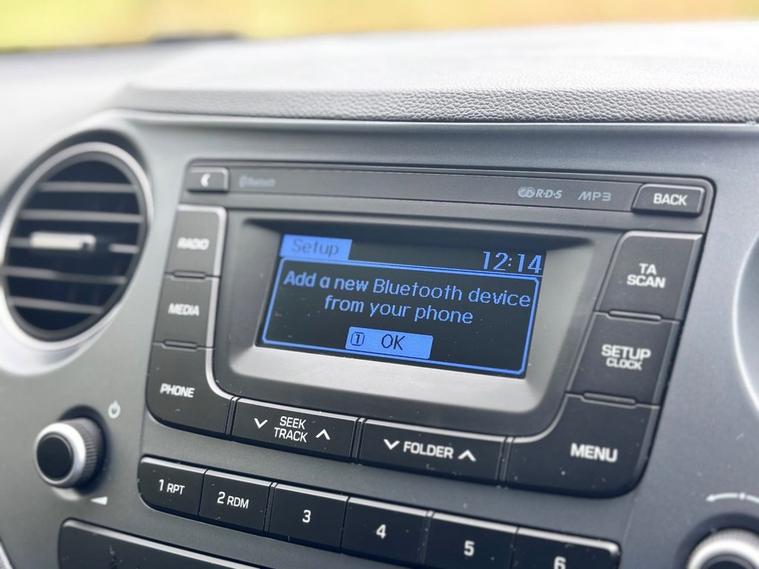 Bluetooth
RDS MP3
BACK
Setup 12:14
Add a new Bluetooth device
from your phone
1 OK
RADIO
MEDIA
PHONE
TA
SCAN
SETUP
CLOCK
SEEK
TRACK
FOLDER
MENU
1 RPT
2 RDM
3
4
5
6